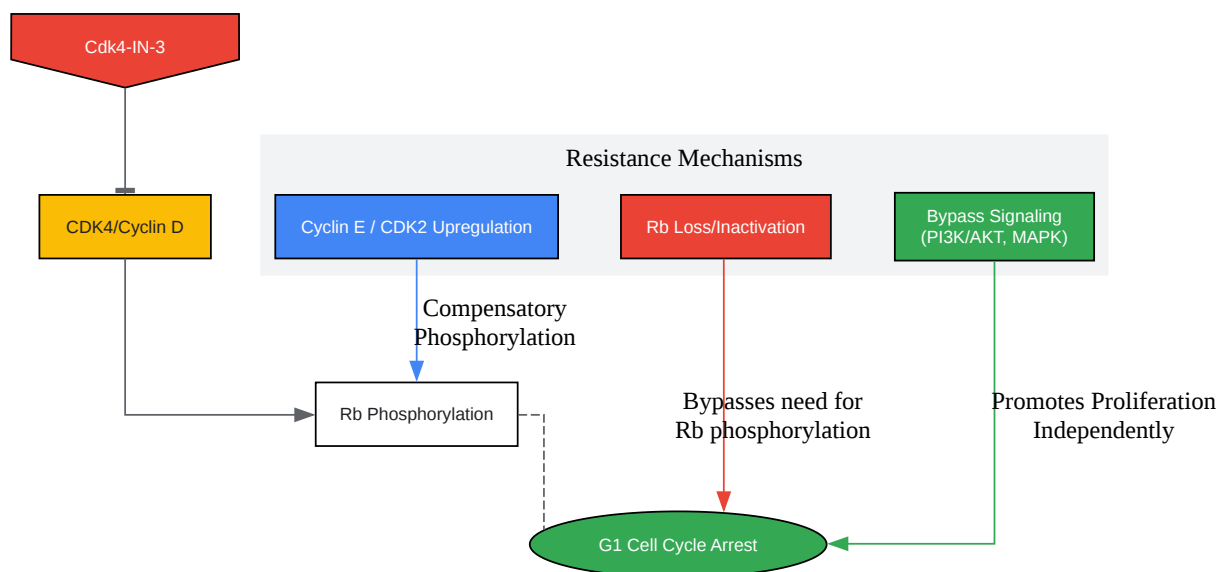 Cdk4-IN-3
Resistance Mechanisms
CDK4/Cyclin D
Cyclin E / CDK2 Upregulation
Rb Loss/Inactivation
Bypass Signaling
(PI3K/AKT, MAPK)
Compensatory
Phosphorylation
Rb Phosphorylation
Bypasses need for
Rb phosphorylation
Promotes Proliferation
Independently
G1 Cell Cycle Arrest